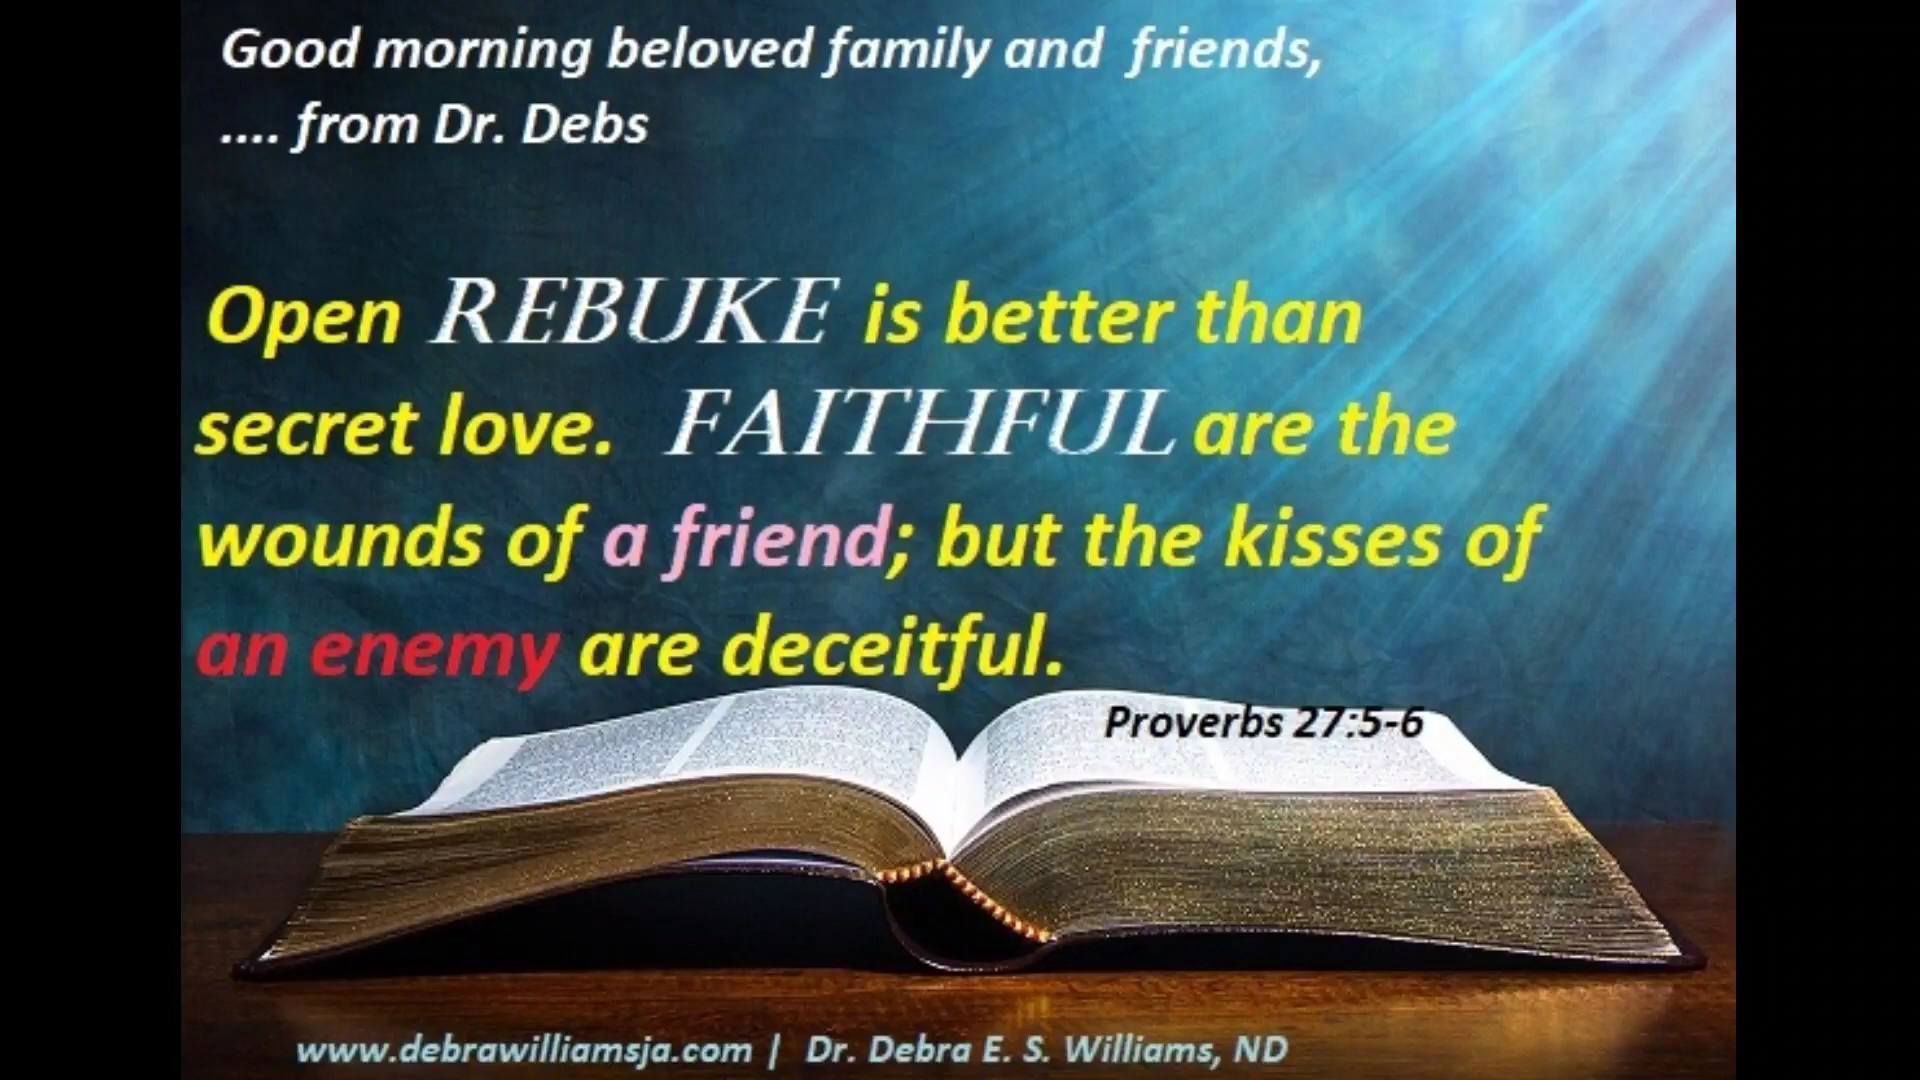 Good morning beloved family and friends,
.... from Dr. Debs
Open REBUKE is better than
secret love. FAITHFUL are the
wounds of a friend; but the kisses of
an enemy are deceitful.
Proverbs 27:5-6
www.debrawilliamsja.com | Dr. Debra E. S. Williams, ND